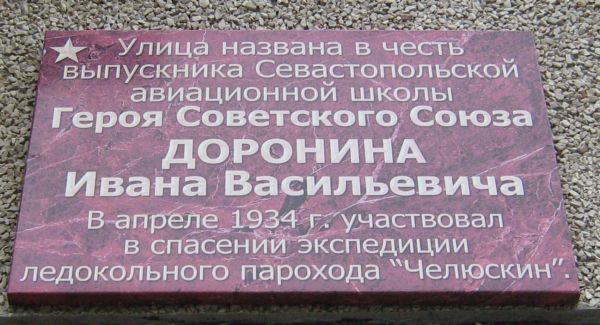 Улица названа в честь
выпускника Севастопольской
авиационной школы
Героя Советского Союза
ДОРОНИНА
Ивана Васильевича
В апреле 1934 г. участвовал
в спасении экспедиции
ледокольного парохода "Челюскин".